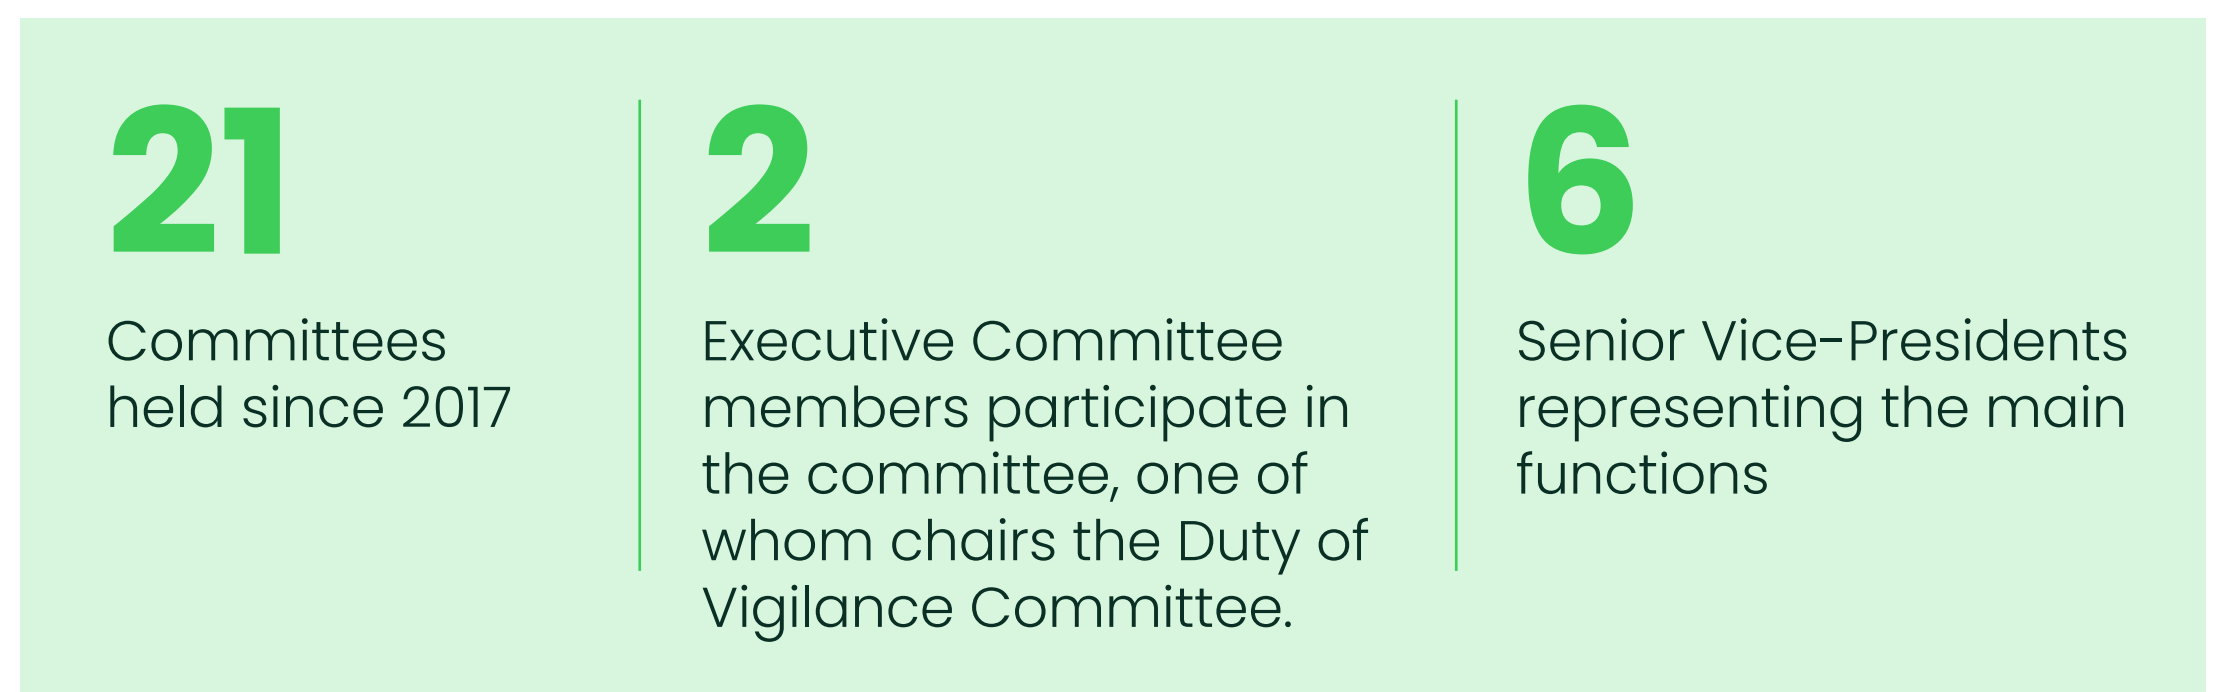 21
Committees
held since 2017
2
Executive Committee
members participate in
the committee, one of
whom chairs the Duty of
Vigilance Committee.
6
Senior Vice-Presidents
representing the main
functions